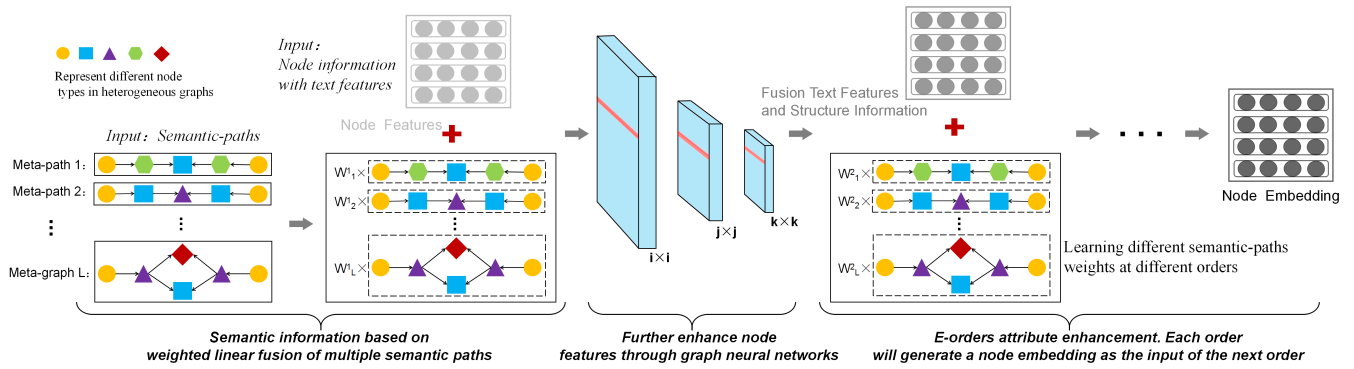 Represent different node
types in heterogeneous graphs
Input：
Node information
with text features
Input：Semantic-paths
Node Features
Meta-path 1：
Meta-path 2：
Meta-graph L：
W¹₁×
W¹₂×
W¹L×
i×i
j×j
k×k
Fusion Text Features
and Structure Information
W²₁×
W²₂×
W²L×
Learning different semantic-paths
weights at different orders
Node Embedding
Semantic information based on
weighted linear fusion of multiple semantic paths
Further enhance node
features through graph neural networks
E-orders attribute enhancement. Each order
will generate a node embedding as the input of the next order